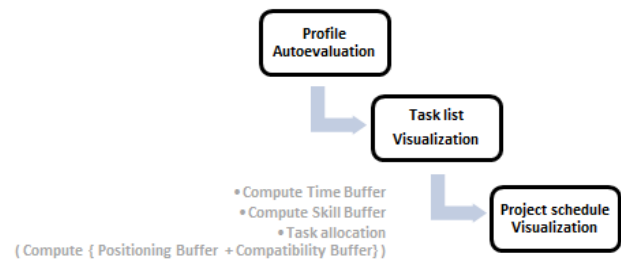 Profile
Autoevaluation
Task list
Visualization
• Compute Time Buffer
• Compute Skill Buffer
• Task allocation
( Compute { Positioning Buffer + Compatibility Buffer} )
Project schedule
Visualization